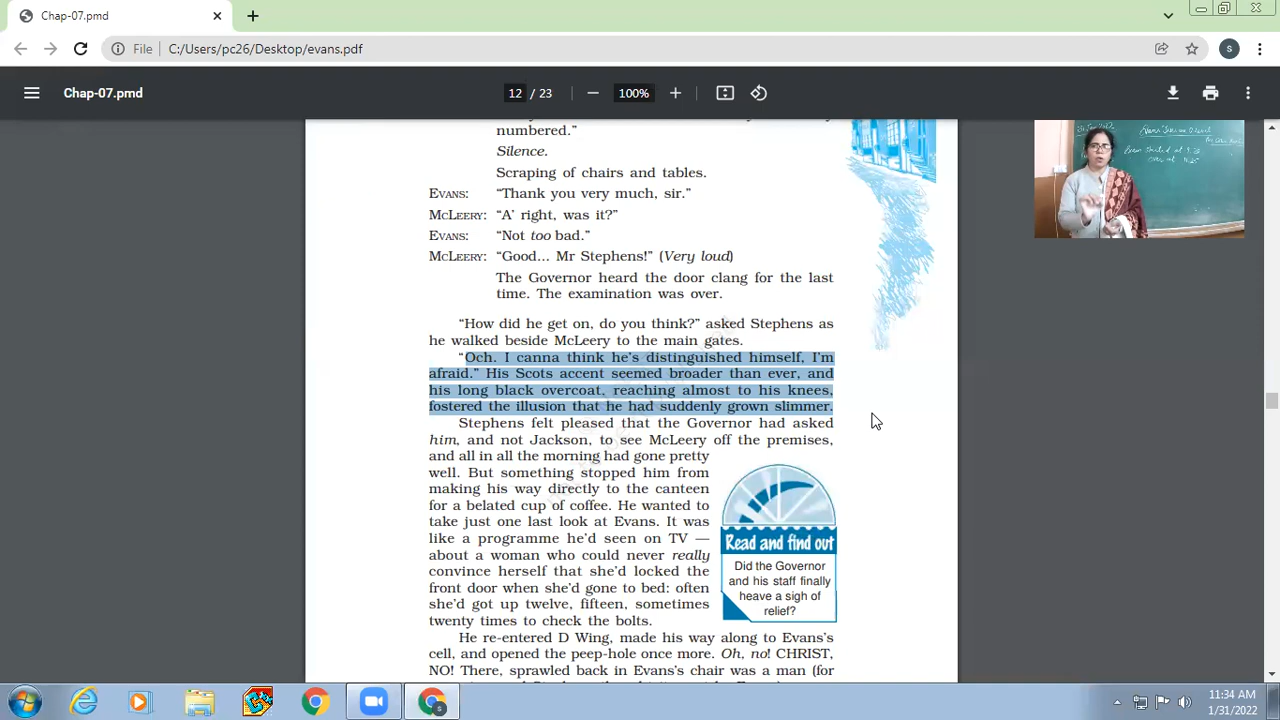 Chap-07.pmd
File
C:/Users/pc26/Desktop/evans.pdf
S
Chap-07.pmd
12 / 23
100%
numbered.”
Silence.
Scraping of chairs and tables.
EVANS: “Thank you very much, sir.”
MCLEERY: “A’ right, was it?”
EVANS: “Not too bad.”
MCLEERY: “Good... Mr Stephens!” (Very loud)
The Governor heard the door clang for the last
time. The examination was over.
“How did he get on, do you think?” asked Stephens as
he walked beside McLeery to the main gates.
“Och. I canna think he’s distinguished himself, I’m
afraid.” His Scots accent seemed broader than ever, and
his long black overcoat, reaching almost to his knees,
fostered the illusion that he had suddenly grown slimmer.
Stephens felt pleased that the Governor had asked
him, and not Jackson, to see McLeery off the premises,
and all in all the morning had gone pretty
well. But something stopped him from
making his way directly to the canteen
for a belated cup of coffee. He wanted to
take just one last look at Evans. It was
like a programme he’d seen on TV —
about a woman who could never really
convince herself that she’d locked the
front door when she’d gone to bed: often
she’d got up twelve, fifteen, sometimes
twenty times to check the bolts.
Read and find out
Did the Governor
and his staff finally
heave a sigh of
relief?
He re-entered D Wing, made his way along to Evans’s
cell, and opened the peep-hole once more. Oh, no! CHRIST,
NO! There, sprawled back in Evans’s chair was a man (for
11:34 AM
1/31/2022